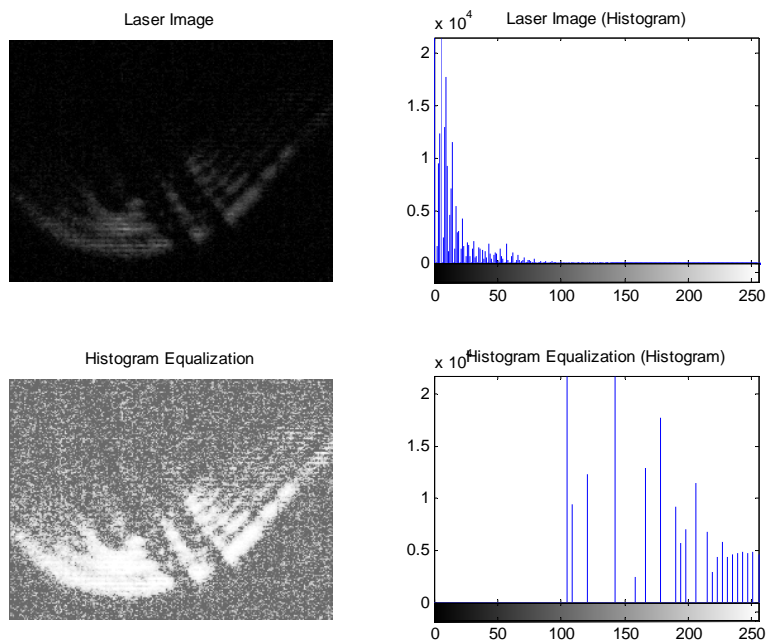 Laser Image
Laser Image (Histogram)
x 10^4
2
1.5
1
0.5
0
0 50 100 150 200 250
Histogram Equalization
Histogram Equalization (Histogram)
x 10^4
2
1.5
1
0.5
0
0 50 100 150 200 250